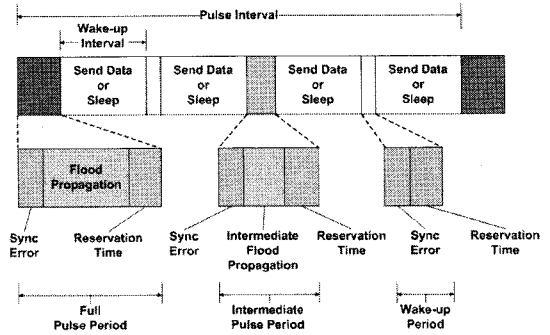 Pulse Interval
Wake-up
Interval
Send Data
or
Sleep
Send Data
or
Sleep
Send Data
or
Sleep
Send Data
or
Sleep
Flood
Propagation
Sync
Error
Reservation
Time
Sync
Error
Intermediate
Flood
Propagation
Reservation
Time
Sync
Error
Reservation
Time
Full
Pulse Period
Intermediate
Pulse Period
Wake-up
Period